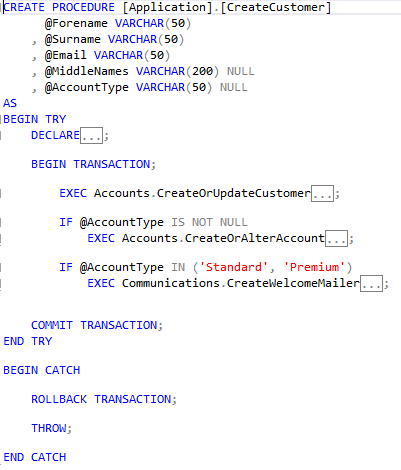 CREATE PROCEDURE [Application].[CreateCustomer]
@Forename VARCHAR(50)
, @Surname VARCHAR(50)
, @Email VARCHAR(50)
, @MiddleNames VARCHAR(200) NULL
, @AccountType VARCHAR(50) NULL
AS
BEGIN TRY
DECLARE...;
BEGIN TRANSACTION;
EXEC Accounts.CreateOrUpdateCustomer...;
IF @AccountType IS NOT NULL
EXEC Accounts.CreateOrAlterAccount...;
IF @AccountType IN ('Standard', 'Premium')
EXEC Communications.CreateWelcomeMailer...;
COMMIT TRANSACTION;
END TRY
BEGIN CATCH
ROLLBACK TRANSACTION;
THROW;
END CATCH